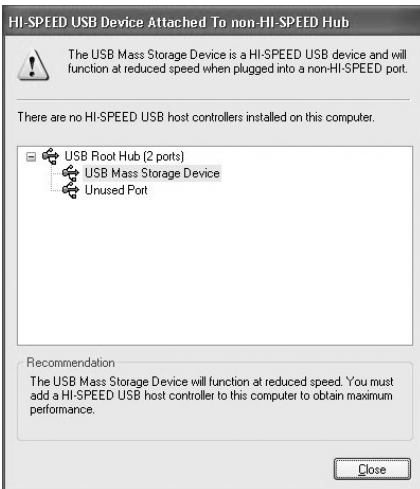 HI-SPEED USB Device Attached To non-HI-SPEED Hub
The USB Mass Storage Device is a HI-SPEED USB device and will
function at reduced speed when plugged into a non-HI-SPEED port.
There are no HI-SPEED USB host controllers installed on this computer.
USB Root Hub (2 ports)
USB Mass Storage Device
Unused Port
Recommendation
The USB Mass Storage Device will function at reduced speed. You must
add a HI-SPEED USB host controller to this computer to obtain maximum
performance.
Close